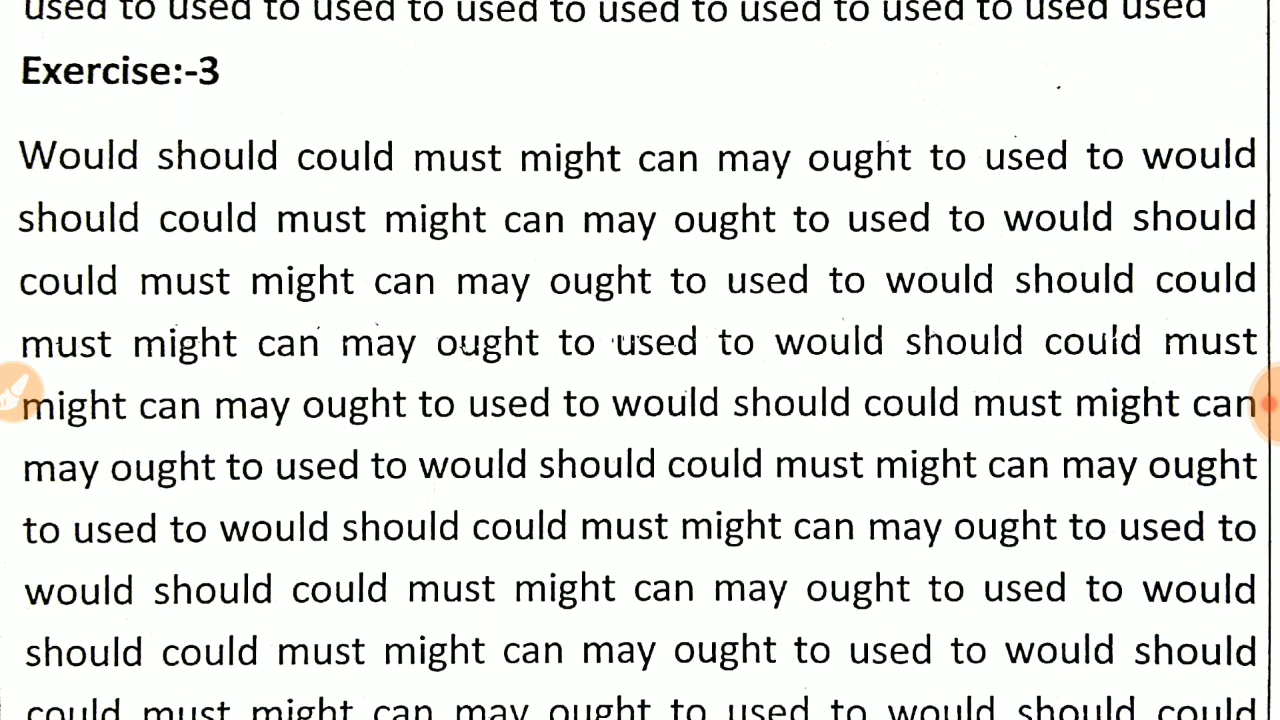 used to used to used to used to used to used to used to used used
Exercise:-3
Would should could must might can may ought to used to would
should could must might can may ought to used to would should
could must might can may ought to used to would should could
must might can may ought to used to would should could must
might can may ought to used to would should could must might can
may ought to used to would should could must might can may ought
to used to would should could must might can may ought to used to
would should could must might can may ought to used to would
should could must might can may ought to used to would should
could must might can may ought to used to would should could